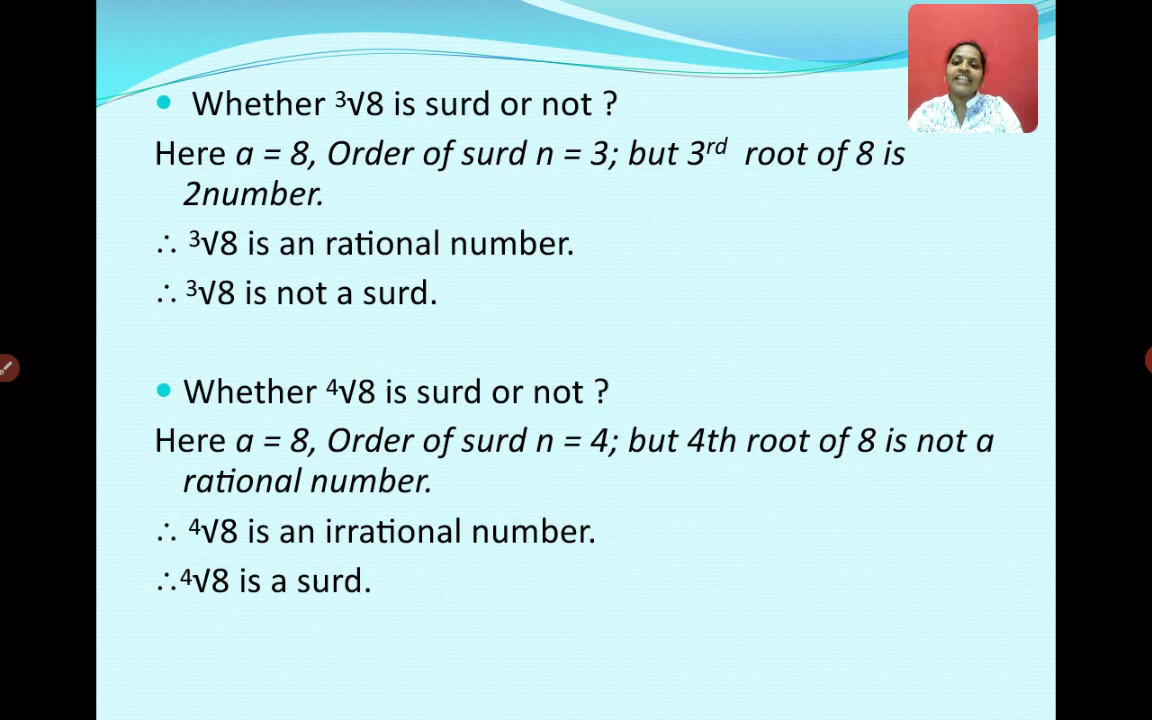 • Whether ³√8 is surd or not ?
Here a = 8, Order of surd n = 3; but 3ʳᵈ root of 8 is
2number.
∴ ³√8 is an rational number.
∴ ³√8 is not a surd.
• Whether ⁴√8 is surd or not ?
Here a = 8, Order of surd n = 4; but 4th root of 8 is not a
rational number.
∴ ⁴√8 is an irrational number.
∴⁴√8 is a surd.